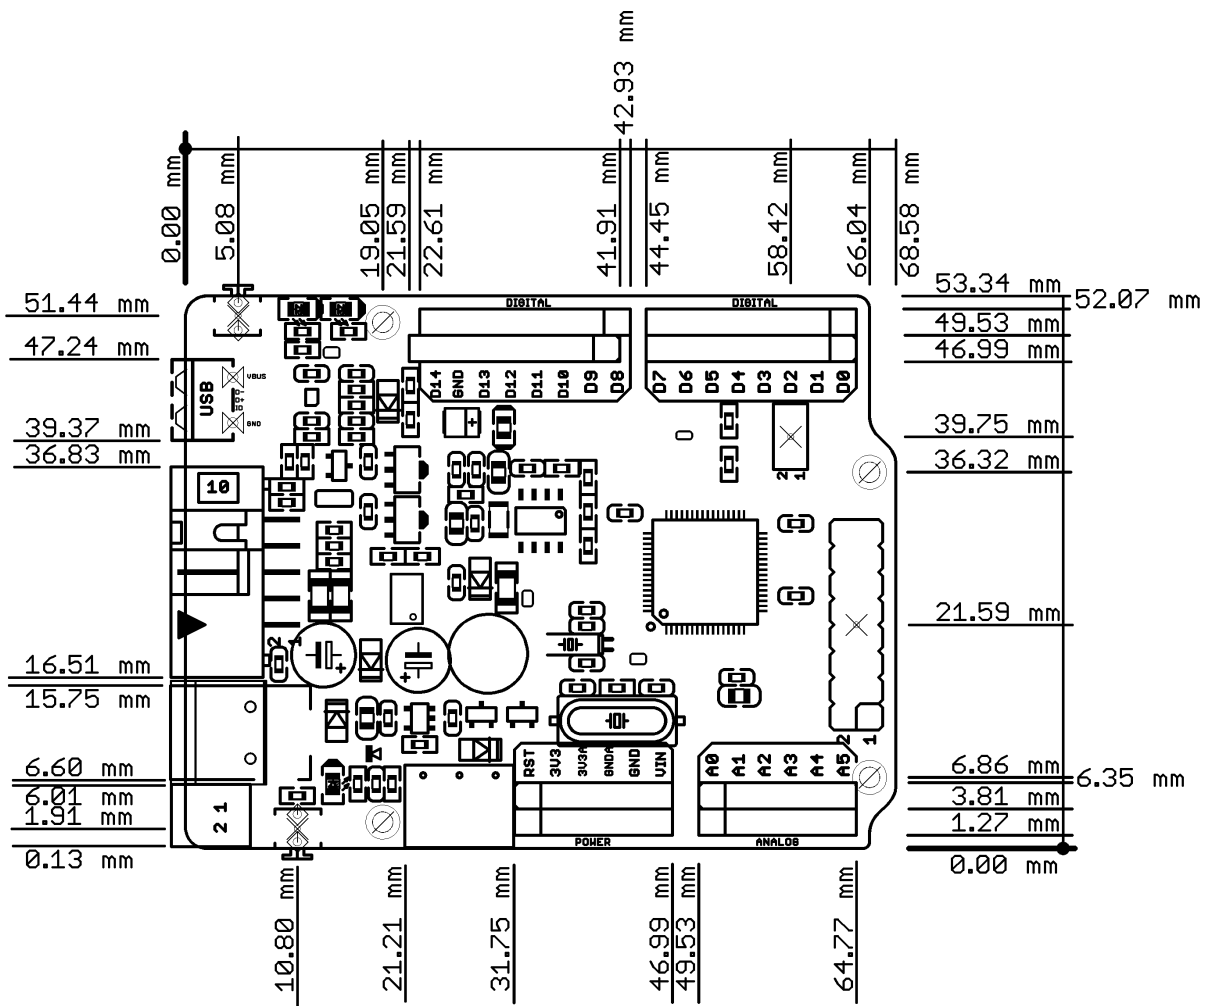 42.93 mm
0.00 mm
5.08 mm
19.05 mm
21.59 mm
22.61 mm
41.91 mm
44.45 mm
58.42 mm
66.04 mm
68.58 mm
51.44 mm
47.24 mm
39.37 mm
36.83 mm
16.51 mm
15.75 mm
6.60 mm
6.01 mm
1.91 mm
0.13 mm
53.34 mm
52.07 mm
49.53 mm
46.99 mm
39.75 mm
36.32 mm
21.59 mm
6.86 mm
6.35 mm
3.81 mm
1.27 mm
0.00 mm
DIGITAL
DIGITAL
D14 GND D13 D12 D11 D10 D9 D8
D7 D6 D5 D4 D3 D2 D1 D0
USB
VBUS
D-
D+
ID
GND
+
2 1
10
2 1
+
+
2 1
RST 3V3 3V3A GNDA GND VIN
A0 A1 A2 A3 A4 A5
2 1
POWER
ANALOG
10.80 mm
21.21 mm
31.75 mm
46.99 mm
49.53 mm
64.77 mm